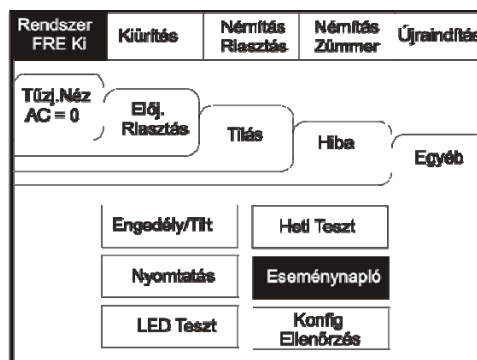 Rendszer
FRE Ki
Kiürítés
Némítás
Riasztás
Némítás
Zümmer
Újraindítás
Tűzj.Néz
AC = 0
Előj.
Riasztás
Tilás
Hiba
Egyéb
Engedély/Tilt
Heti Teszt
Nyomtatás
Eseménynapló
LED Teszt
Konfig
Ellenőrzés